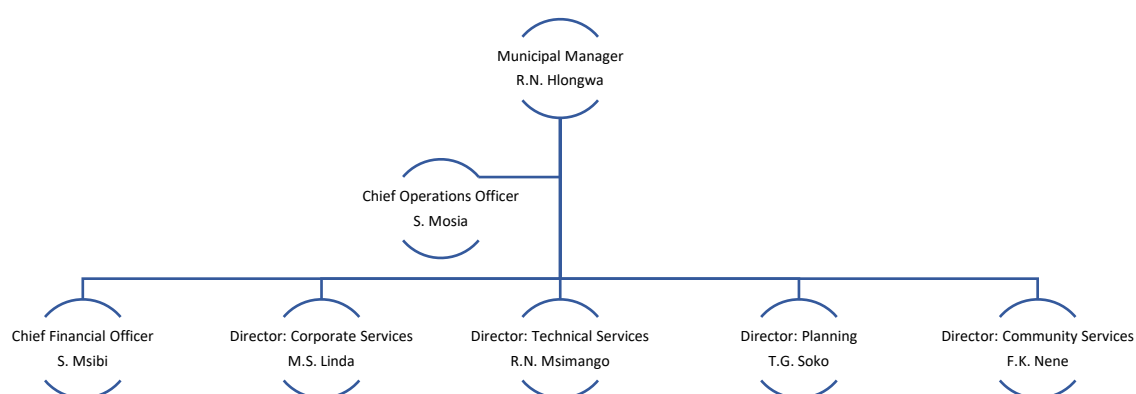 Municipal Manager
R.N. Hlongwa
Chief Operations Officer
S. Mosia
Chief Financial Officer
S. Msibi
Director: Corporate Services
M.S. Linda
Director: Technical Services
R.N. Msimango
Director: Planning
T.G. Soko
Director: Community Services
F.K. Nene